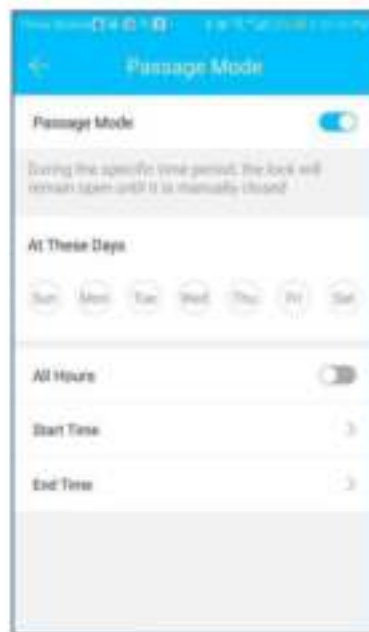 Passage Mode
Passage Mode
During the specific time period, the lock will
remain open until it is manually closed
At These Days
Sun Mon Tue Wed Thu Fri Sat
All Hours
Start Time
End Time